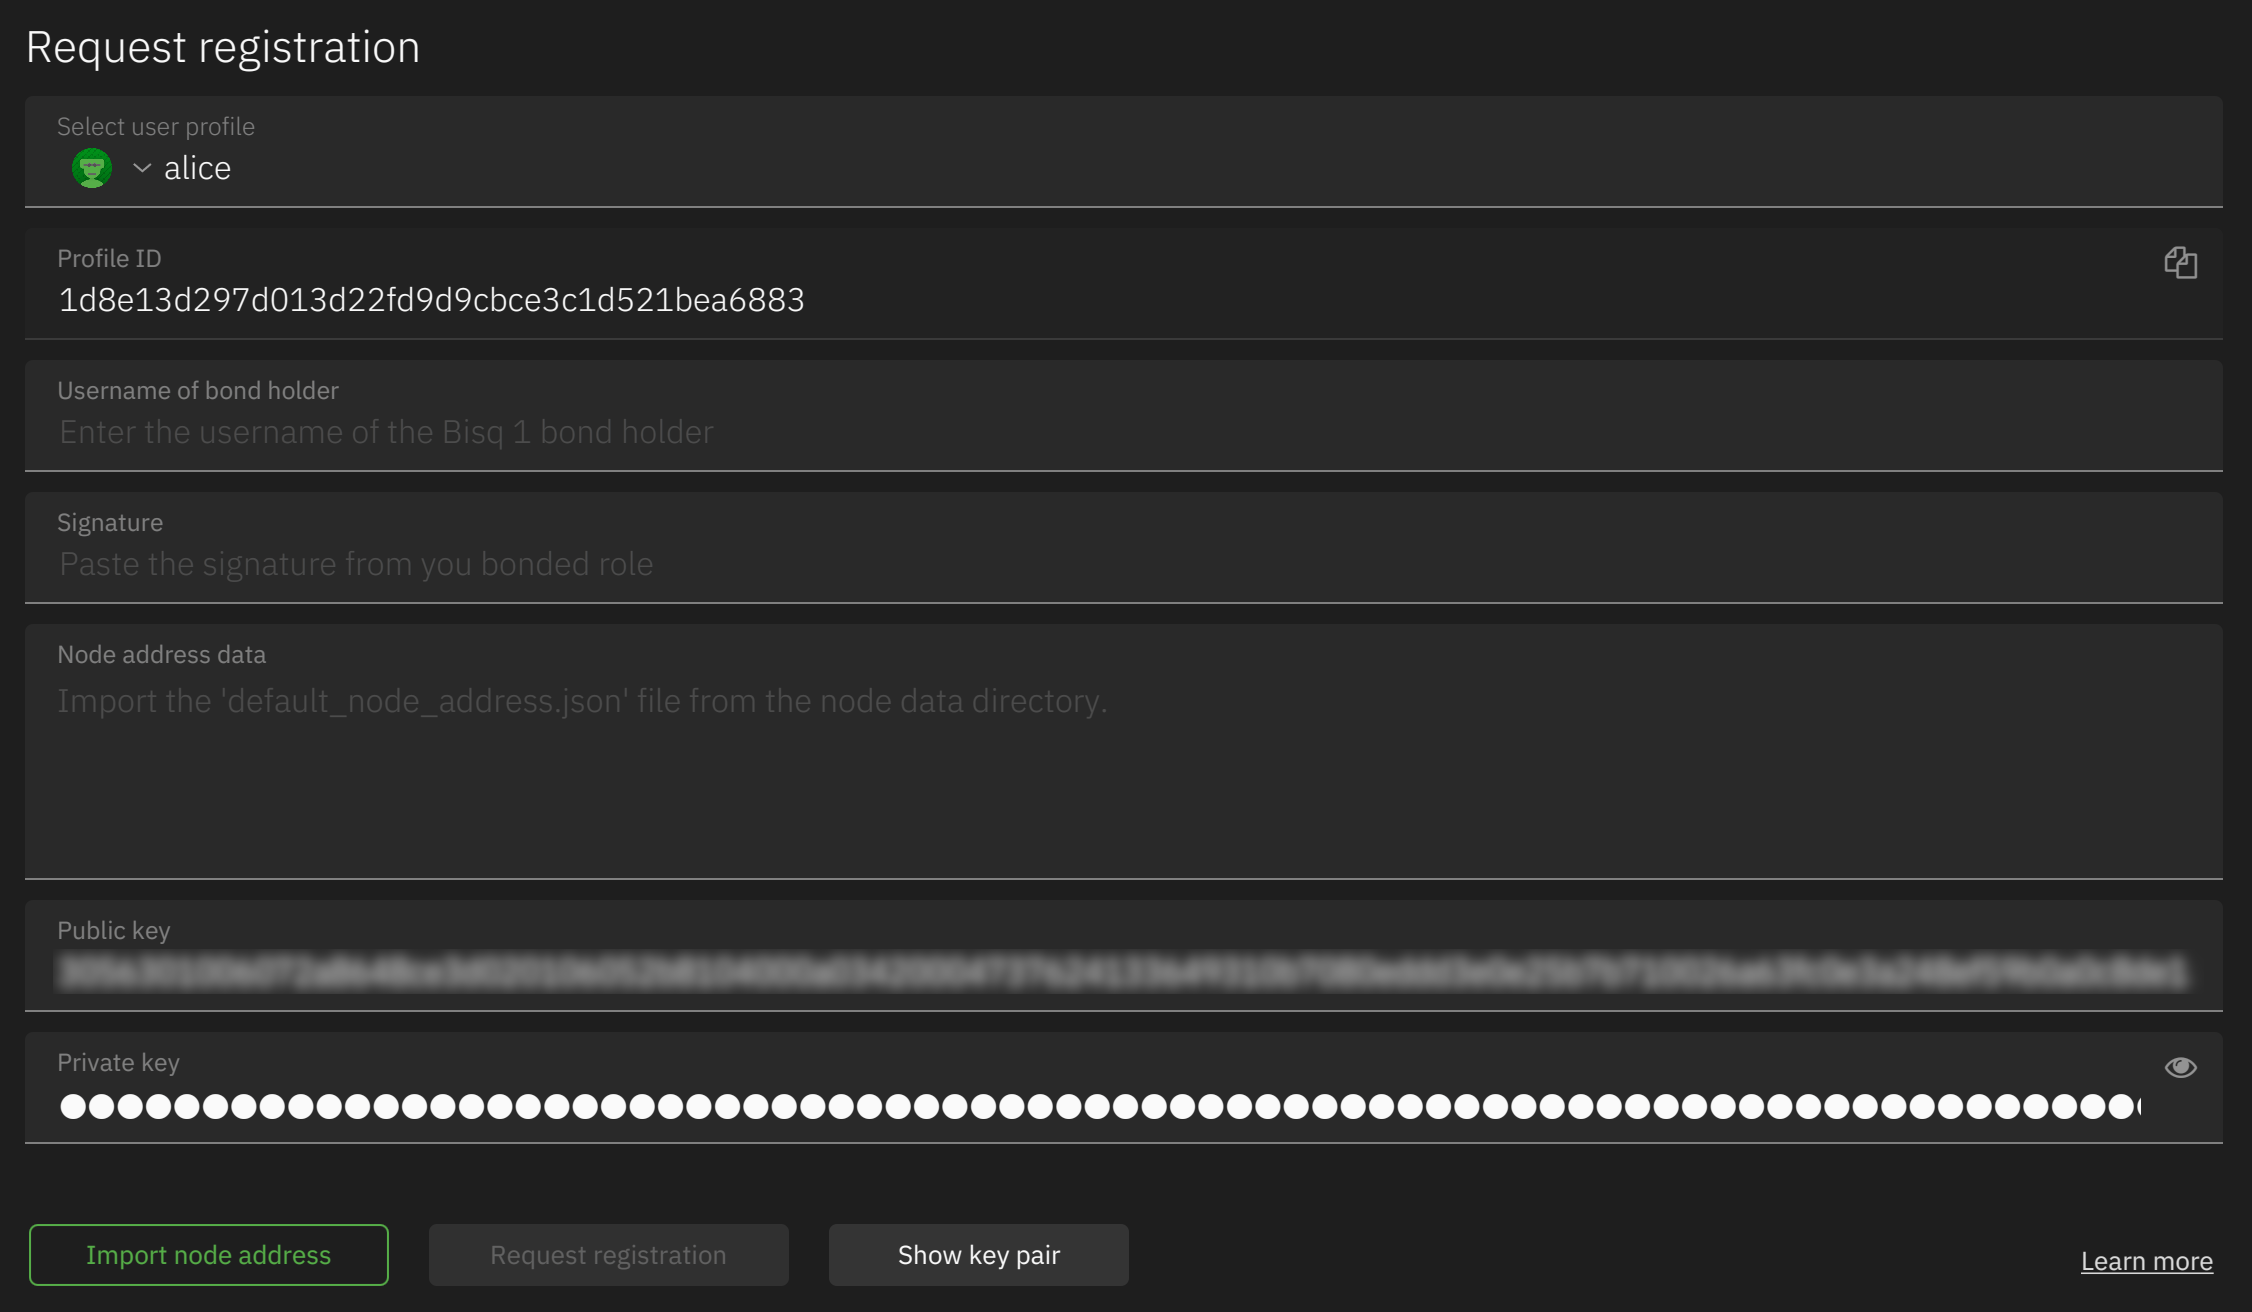 Request registration
Select user profile
alice
Profile ID
1d8e13d297d013d22fd9d9cbce3c1d521bea6883
Username of bond holder
Enter the username of the Bisq 1 bond holder
Signature
Paste the signature from you bonded role
Node address data
Import the 'default_node_address.json' file from the node data directory.
Public key
Private key
Import node address
Request registration
Show key pair
Learn more